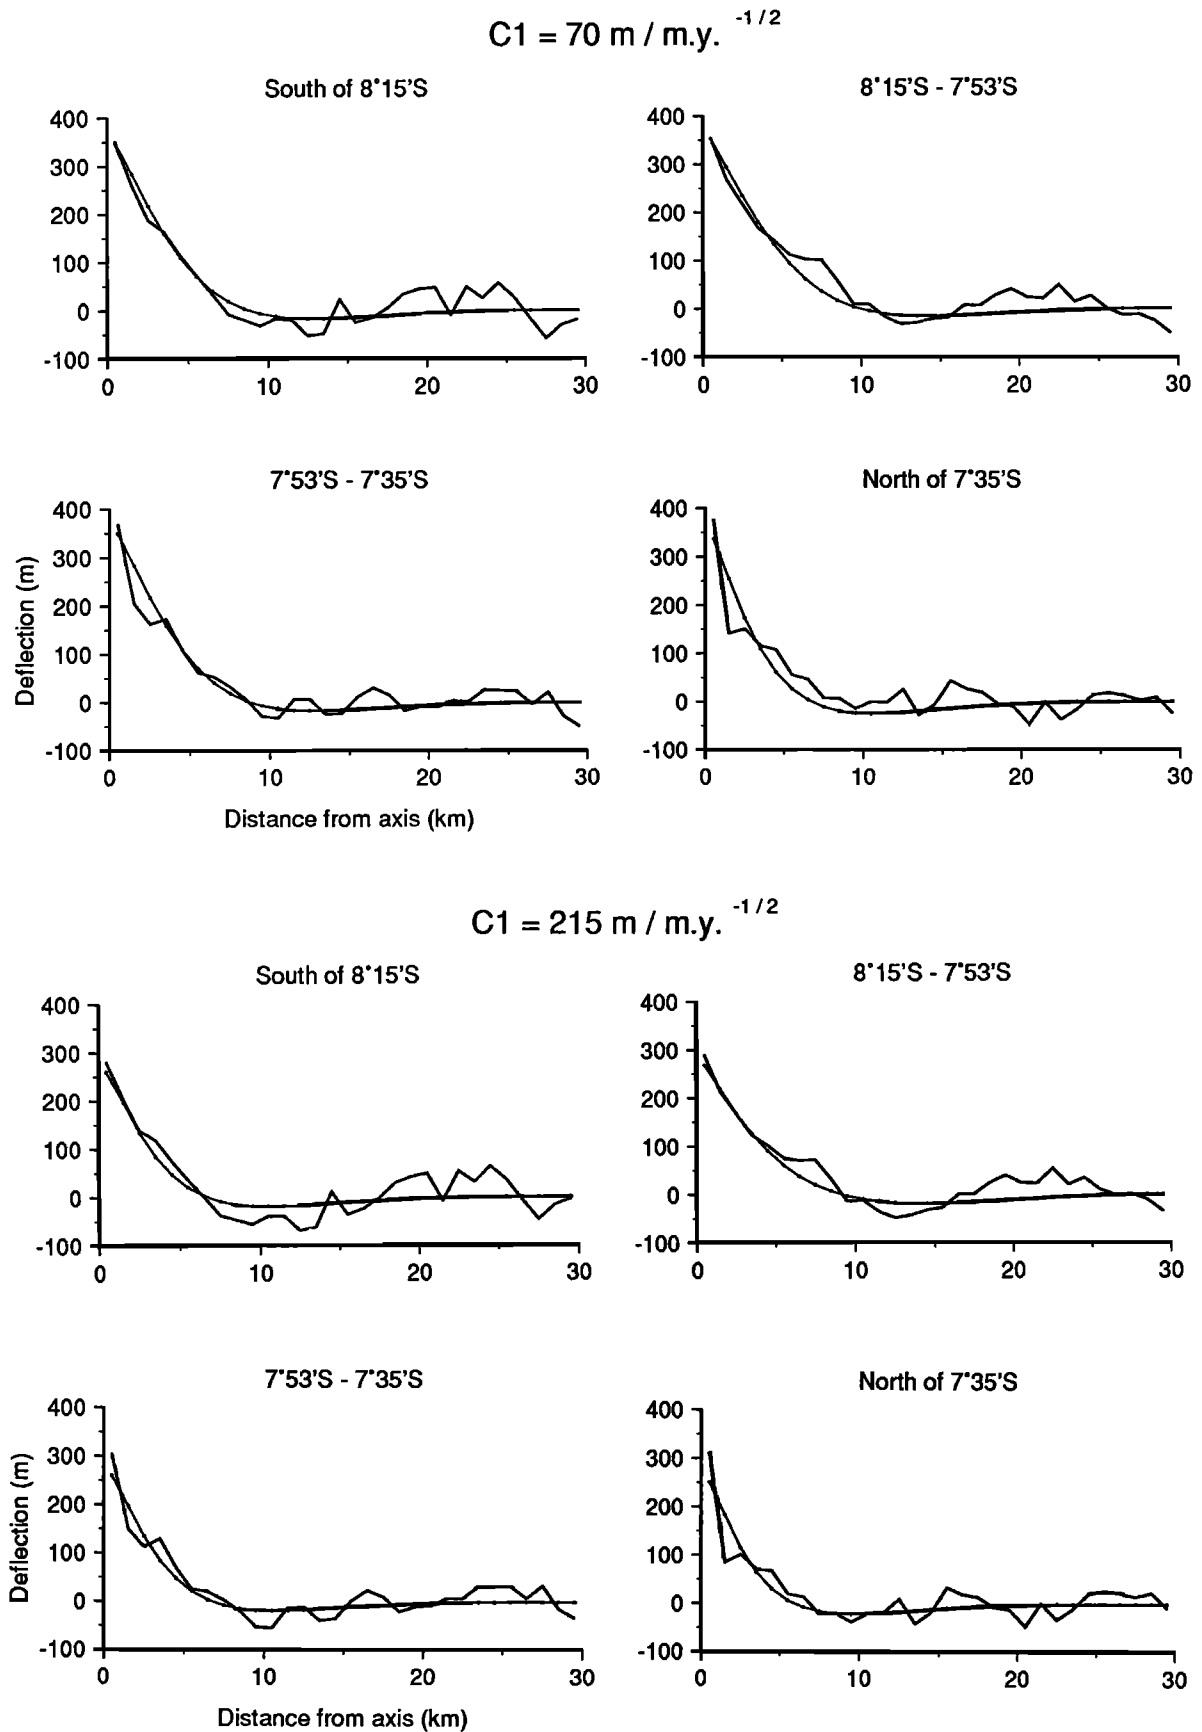 C1 = 70 m / m.y. -1 / 2
South of 8°15'S
8°15'S - 7°53'S
400
300
200
100
0
-100
0 10 20 30
400
300
200
100
0
-100
0 10 20 30
7°53'S - 7°35'S
North of 7°35'S
Deflection (m)
400
300
200
100
0
-100
0 10 20 30
400
300
200
100
0
-100
0 10 20 30
Distance from axis (km)
C1 = 215 m / m.y. -1 / 2
South of 8°15'S
8°15'S - 7°53'S
400
300
200
100
0
-100
0 10 20 30
400
300
200
100
0
-100
0 10 20 30
7°53'S - 7°35'S
North of 7°35'S
Deflection (m)
400
300
200
100
0
-100
0 10 20 30
400
300
200
100
0
-100
0 10 20 30
Distance from axis (km)